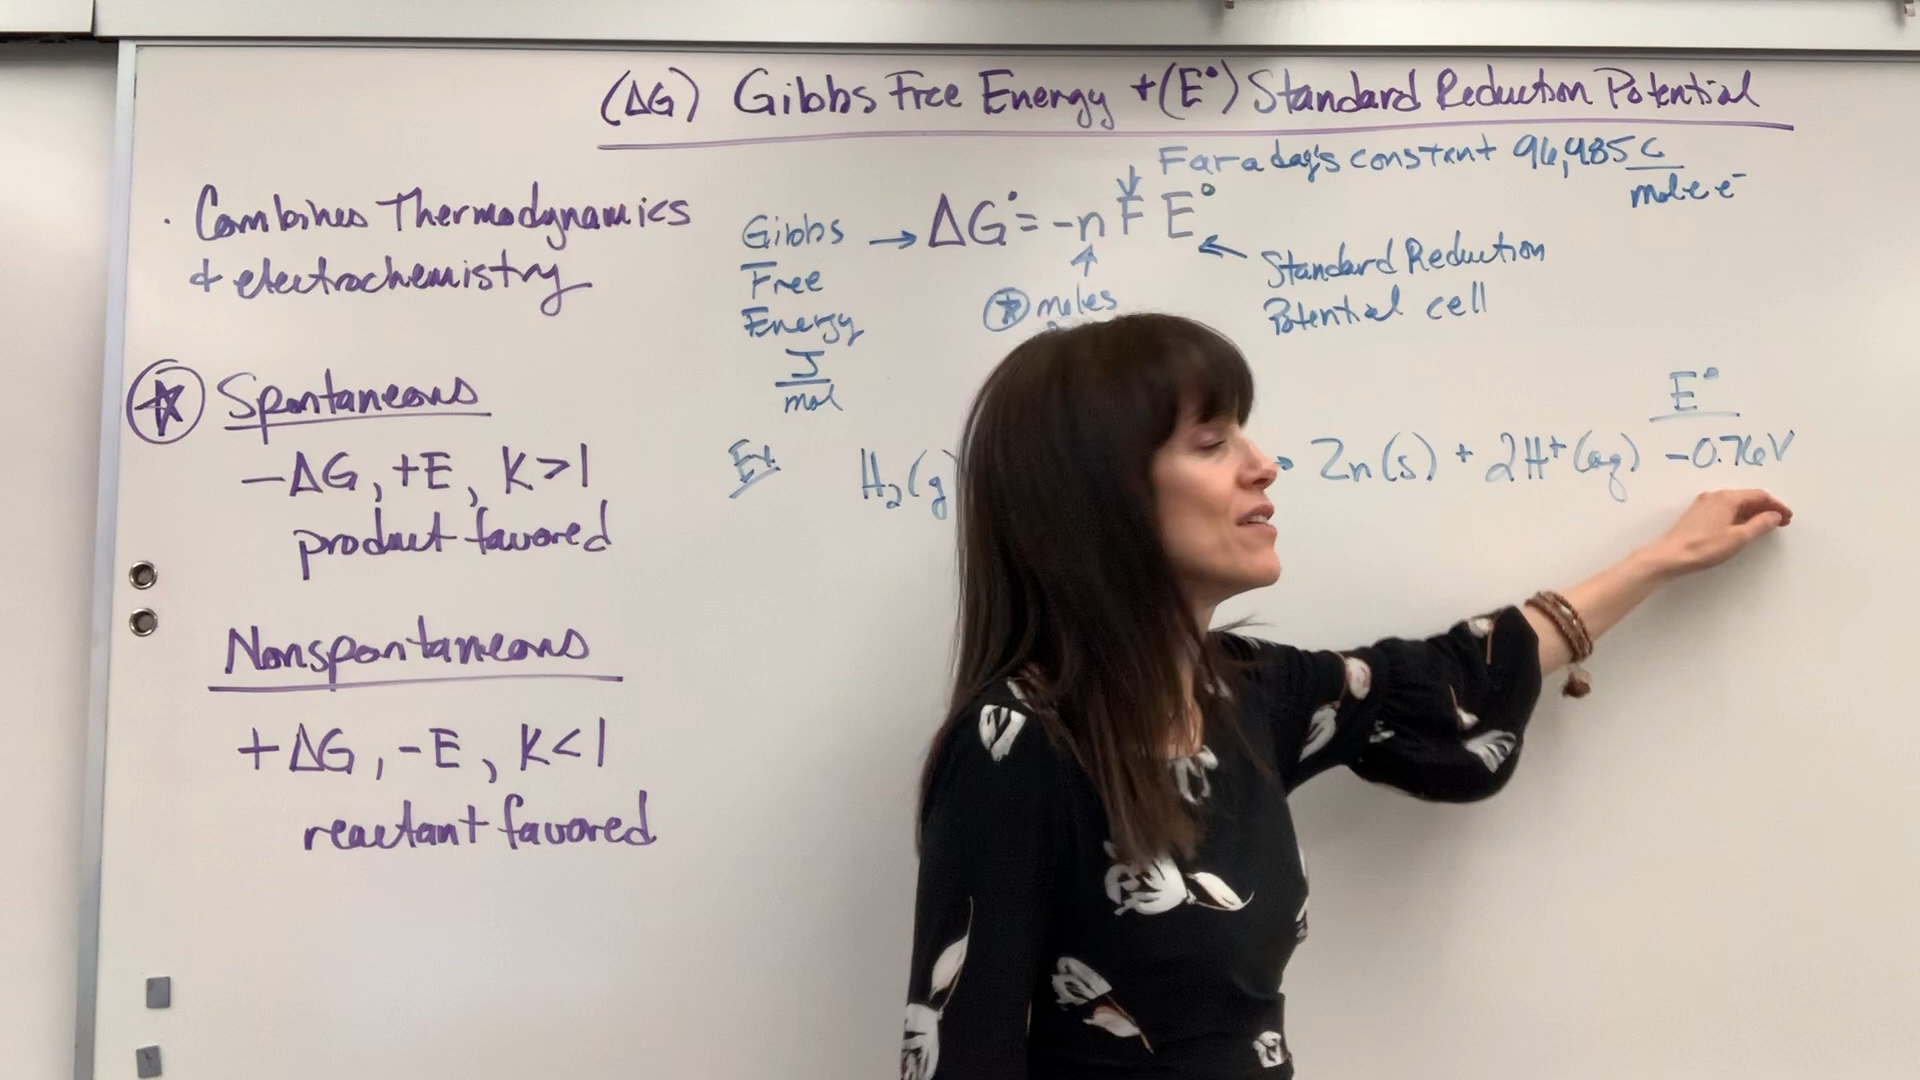 (ΔG) Gibbs Free Energy + (E°) Standard Reduction Potential
Faraday's constant 96,485 C
mole e⁻
· Combines Thermodynamics
+ electrochemistry
Gibbs → ΔG° = -n F E°
Free
Energy
J
mol
moles
Standard Reduction
Potential cell
Spontaneous
-ΔG, +E, K>1
product favored
Nonspontaneous
+ΔG, -E, K<1
reactant favored
E°
Ex. H₂(g) → Zn(s) + 2H⁺(aq) -0.76V